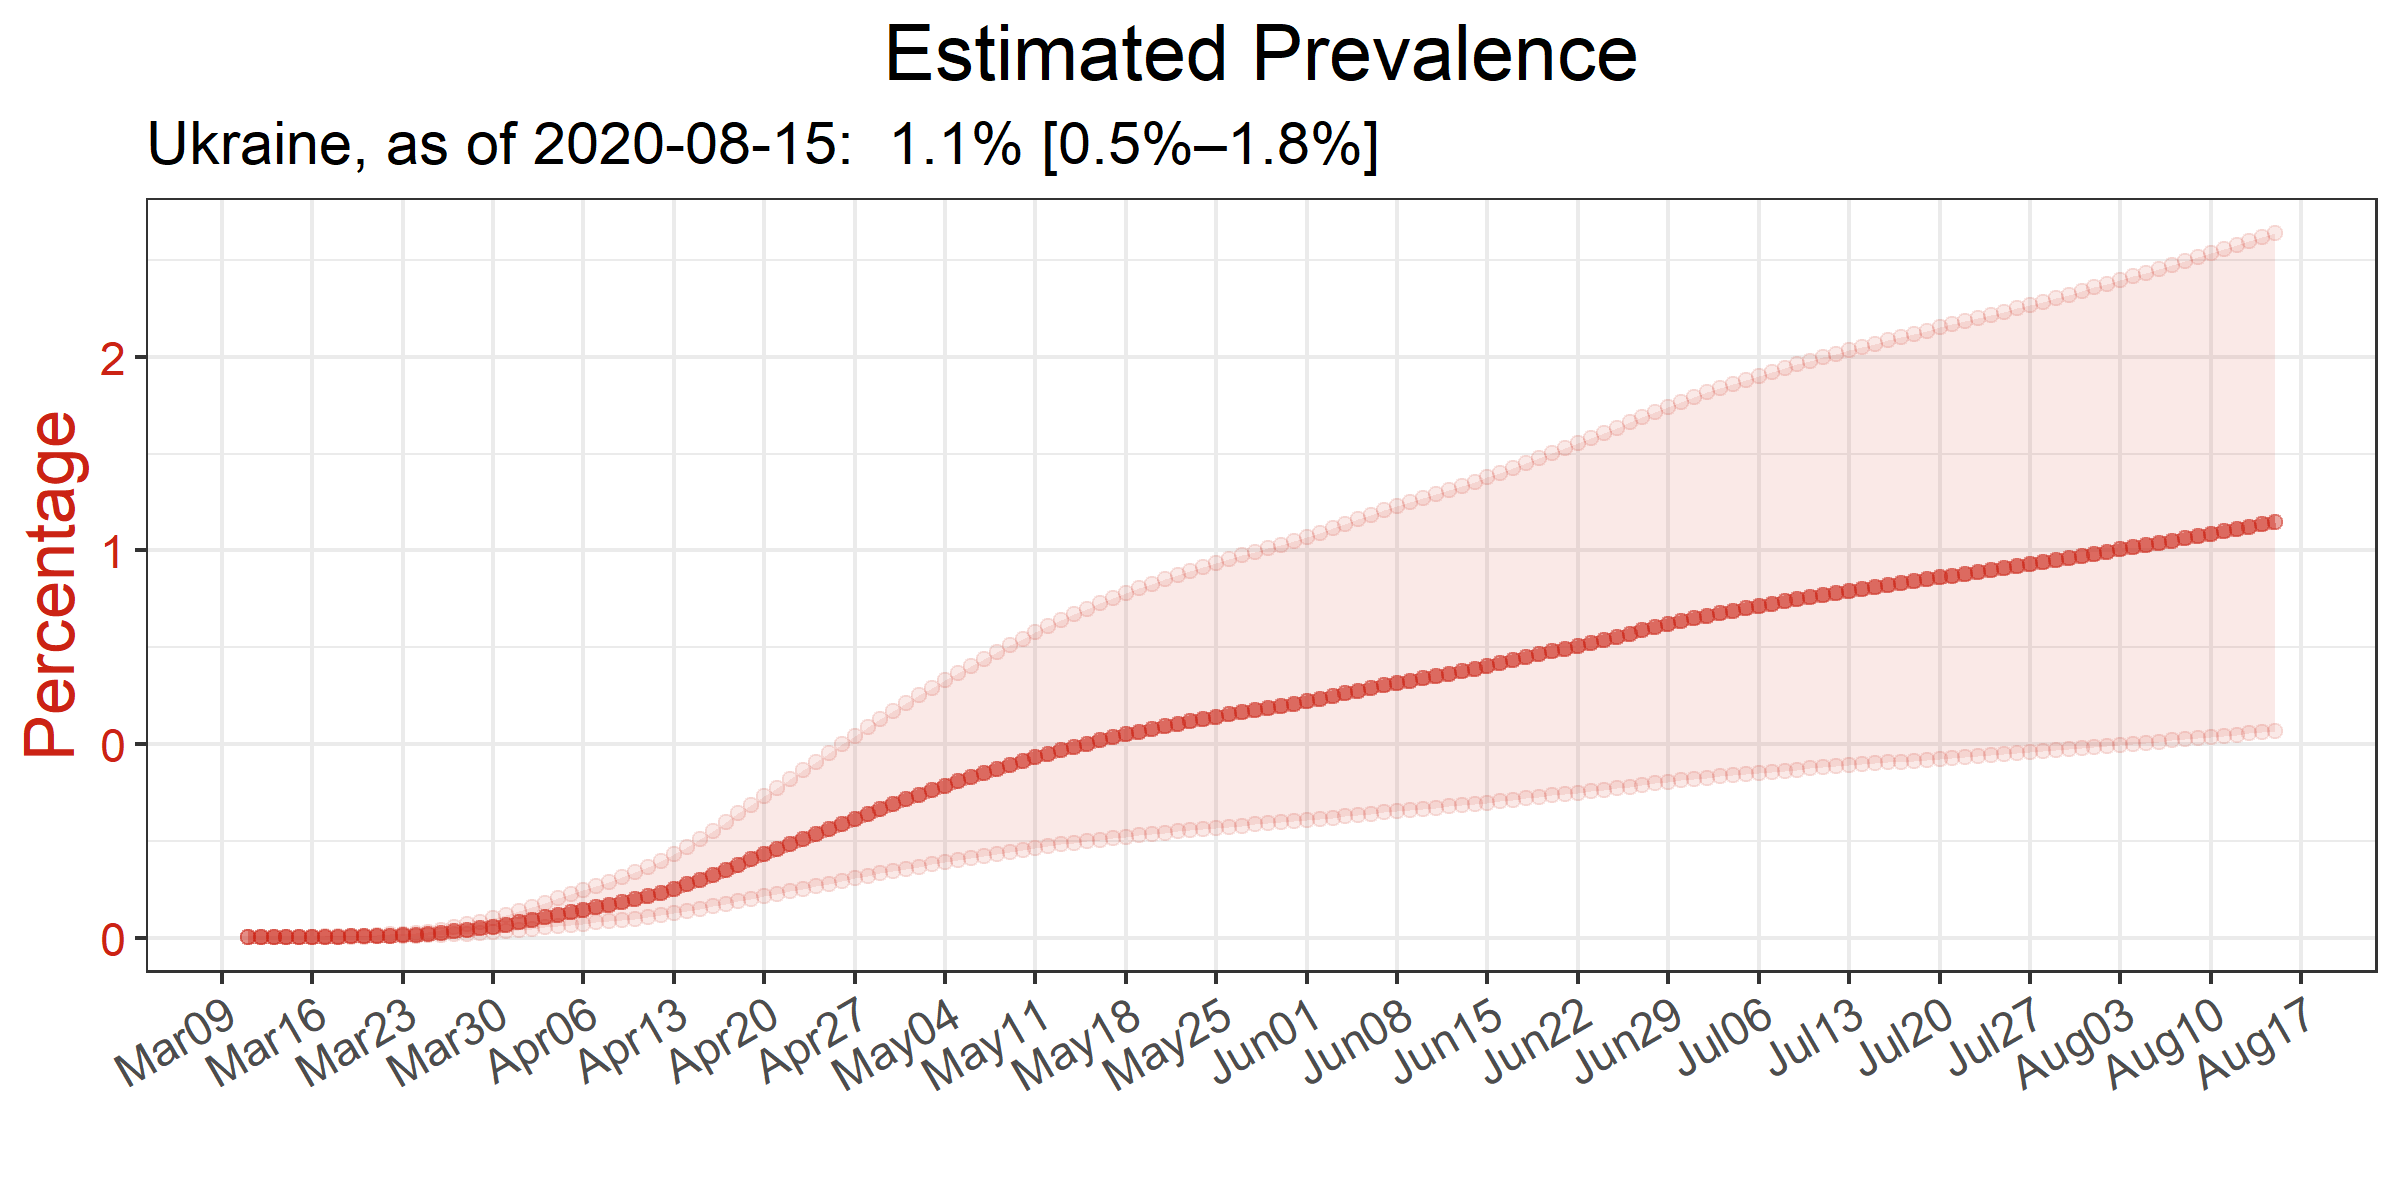 Estimated Prevalence
Ukraine, as of 2020-08-15:  1.1% [0.5%–1.8%]
Percentage
2
1
0
0
Mar09
Mar16
Mar23
Mar30
Apr06
Apr13
Apr20
Apr27
May04
May11
May18
May25
Jun01
Jun08
Jun15
Jun22
Jun29
Jul06
Jul13
Jul20
Jul27
Aug03
Aug10
Aug17